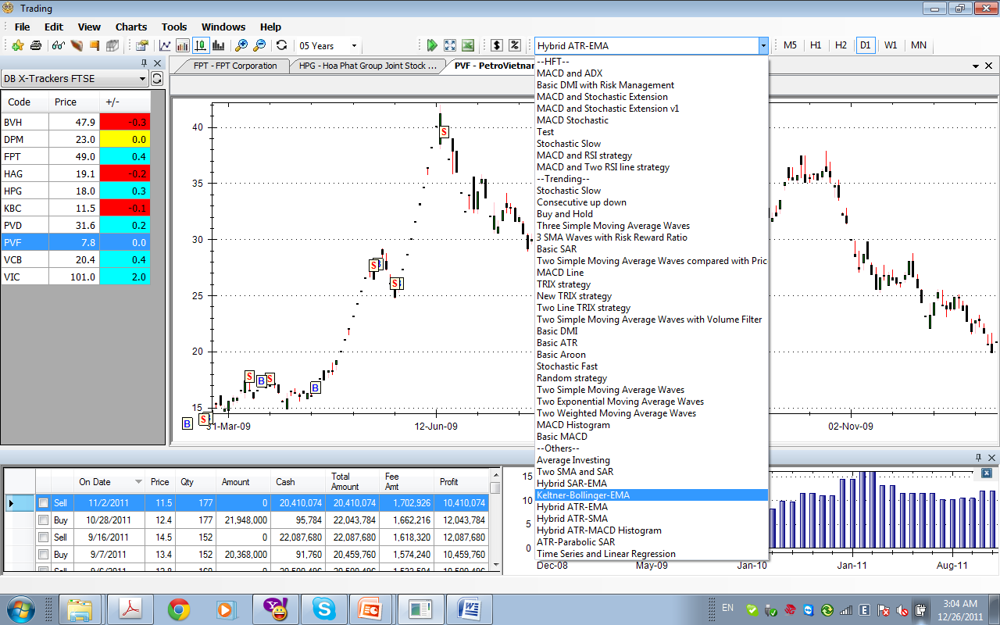 Trading
File Edit View Charts Tools Windows Help
05 Years
Hybrid ATR-EMA
M5 H1 H2 D1 W1 MN
DB X-Trackers FTSE
Code Price +/-
BVH 47.9 -0.3
DPM 23.0 0.0
FPT 49.0 0.4
HAG 19.1 -0.2
HPG 18.0 0.3
KBC 11.5 -0.1
PVD 31.6 0.2
PVF 7.8 0.0
VCB 20.4 0.4
VIC 101.0 2.0
FPT - FPT Corporation
HPG - Hoa Phat Group Joint Stock ...
PVF - PetroVietnam
40
35
30
25
20
15
S
S
S
S
S
B
B
B
S
31-Mar-09
12-Jun-09
02-Nov-09
--HFT--
MACD and ADX
Basic DMI with Risk Management
MACD and Stochastic Extension
MACD and Stochastic Extension v1
MACD Stochastic
Test
Stochastic Slow
MACD and RSI strategy
MACD and Two RSI line strategy
--Trending--
Stochastic Slow
Consecutive up down
Buy and Hold
Three Simple Moving Average Waves
3 SMA Waves with Risk Reward Ratio
Basic SAR
Two Simple Moving Average Waves compared with Pric
MACD Line
TRIX strategy
New TRIX strategy
Two Line TRIX strategy
Two Simple Moving Average Waves with Volume Filter
Basic DMI
Basic ATR
Basic Aroon
Stochastic Fast
Random strategy
Two Simple Moving Average Waves
Two Exponential Moving Average Waves
Two Weighted Moving Average Waves
MACD Histogram
Basic MACD
--Others--
Average Investing
Two SMA and SAR
Hybrid SAR-EMA
Keltner-Bollinger-EMA
Hybrid ATR-EMA
Hybrid ATR-SMA
Hybrid ATR-MACD Histogram
ATR-Parabolic SAR
Time Series and Linear Regression
On Date Price Qty Amount Cash Total Amount Fee Amt Profit
Sell 11/2/2011 11.5 177 0 20,410,074 20,410,074 1,702,926 10,410,074
Buy 10/28/2011 12.4 177 21,948,000 95,784 22,043,784 1,662,216 12,043,784
Sell 9/16/2011 14.5 152 0 22,087,680 22,087,680 1,618,320 12,087,680
Buy 9/7/2011 13.4 152 20,368,000 91,760 20,459,760 1,574,240 10,459,760
15
10
5
0
Dec-08 May-09 Jan-10 Jan-11 Aug-11
EN
3:04 AM
12/26/2011